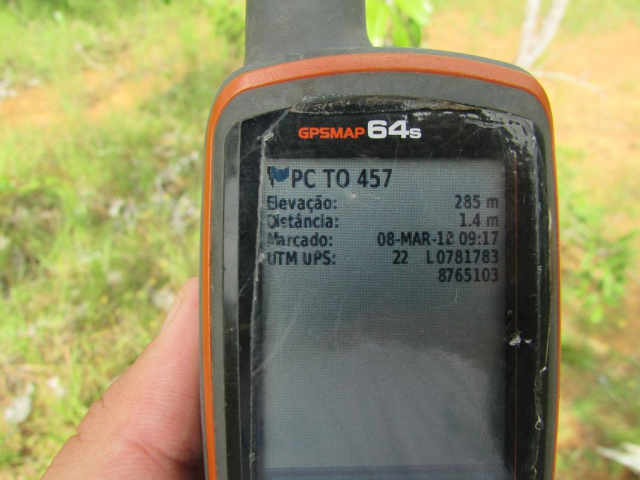 GPSMAP 64s
PC TO 457
Elevação: 285 m
Distância: 1.4 m
Marcado: 08-MAR-18 09:17
UTM UPS: 22 L 0781783
8765103